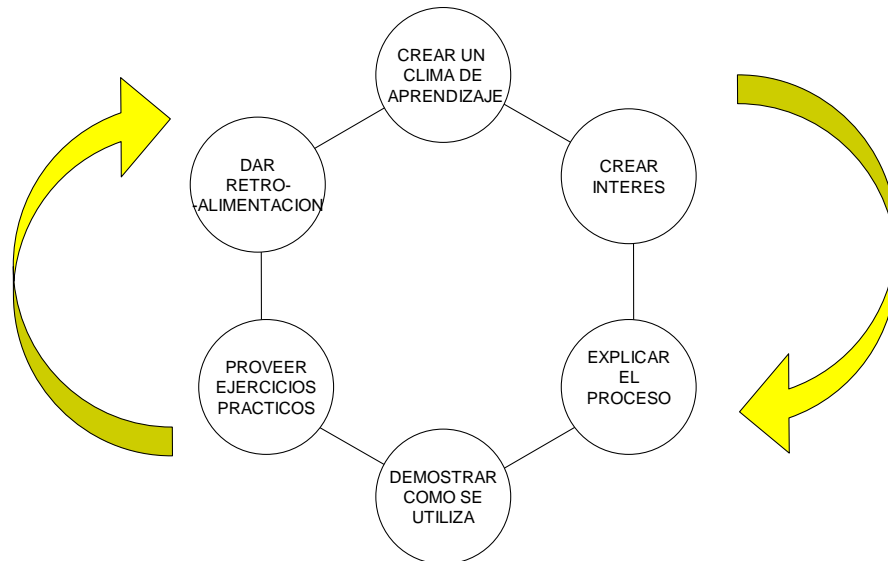 CREAR UN
CLIMA DE
APRENDIZAJE
CREAR
INTERES
EXPLICAR
EL
PROCESO
DEMOSTRAR
COMO SE
UTILIZA
PROVEER
EJERCICIOS
PRACTICOS
DAR
RETRO-
-ALIMENTACION